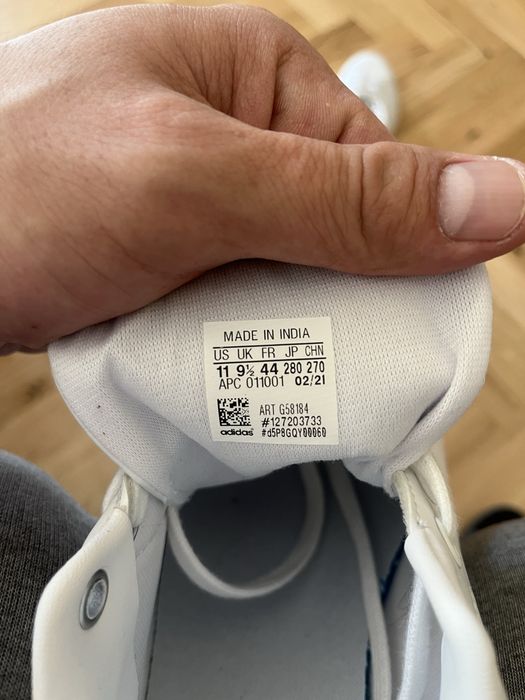 MADE IN INDIA
US UK FR JP CHN
11 9½ 44 280 270
APC 011001 02/21
ART G58184
#127203733
adidas #d5P8GQY00060